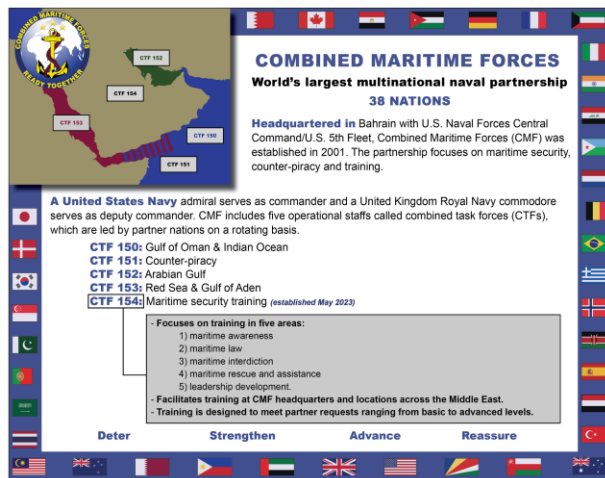 COMBINED MARITIME FORCES
READY TOGETHER
CTF 152
CTF 154
CTF 153
CTF 150
CTF 151
COMBINED MARITIME FORCES
World's largest multinational naval partnership
38 NATIONS
Headquartered in Bahrain with U.S. Naval Forces Central
Command/U.S. 5th Fleet, Combined Maritime Forces (CMF) was
established in 2001. The partnership focuses on maritime security,
counter-piracy and training.
A United States Navy admiral serves as commander and a United Kingdom Royal Navy commodore
serves as deputy commander. CMF includes five operational staffs called combined task forces (CTFs),
which are led by partner nations on a rotating basis.
CTF 150: Gulf of Oman & Indian Ocean
CTF 151: Counter-piracy
CTF 152: Arabian Gulf
CTF 153: Red Sea & Gulf of Aden
CTF 154: Maritime security training (established May 2023)
- Focuses on training in five areas:
1) maritime awareness
2) maritime law
3) maritime interdiction
4) maritime rescue and assistance
5) leadership development.
- Facilitates training at CMF headquarters and locations across the Middle East.
- Training is designed to meet partner requests ranging from basic to advanced levels.
Deter Strengthen Advance Reassure